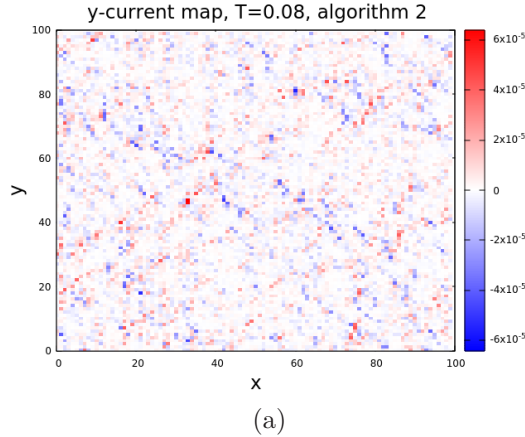 y-current map, T=0.08, algorithm 2
100
80
60
40
20
0
y
0
20
40
60
80
100
x
6x10⁻⁵
4x10⁻⁵
2x10⁻⁵
0
-2x10⁻⁵
-4x10⁻⁵
-6x10⁻⁵
(a)